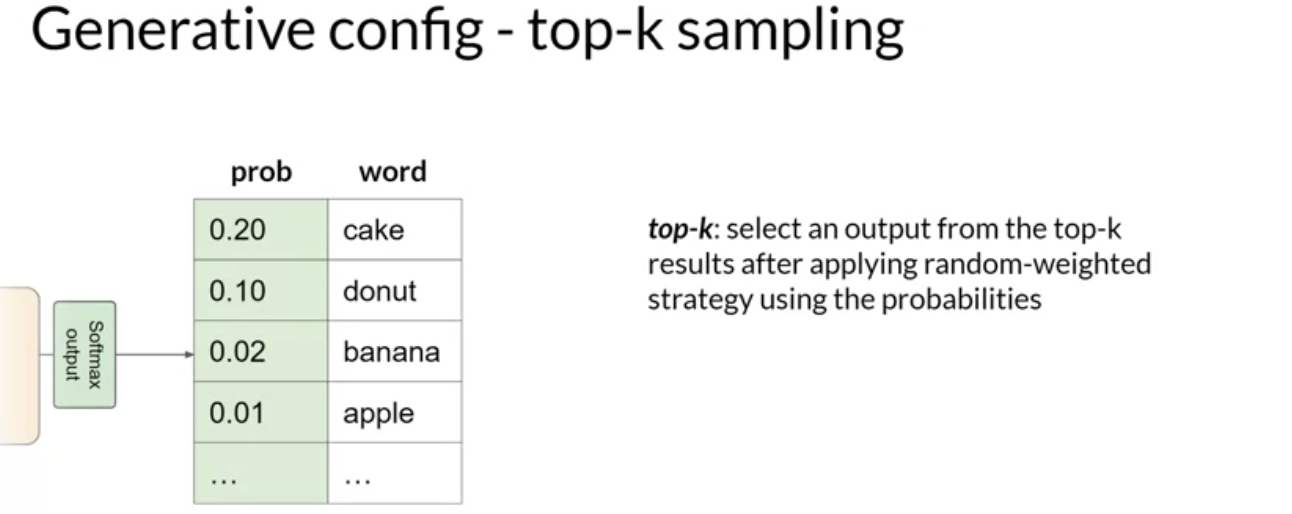 Generative config - top-k sampling
prob word
0.20 cake
0.10 donut
Softmax
output
0.02 banana
0.01 apple
... ...
top-k: select an output from the top-k
results after applying random-weighted
strategy using the probabilities